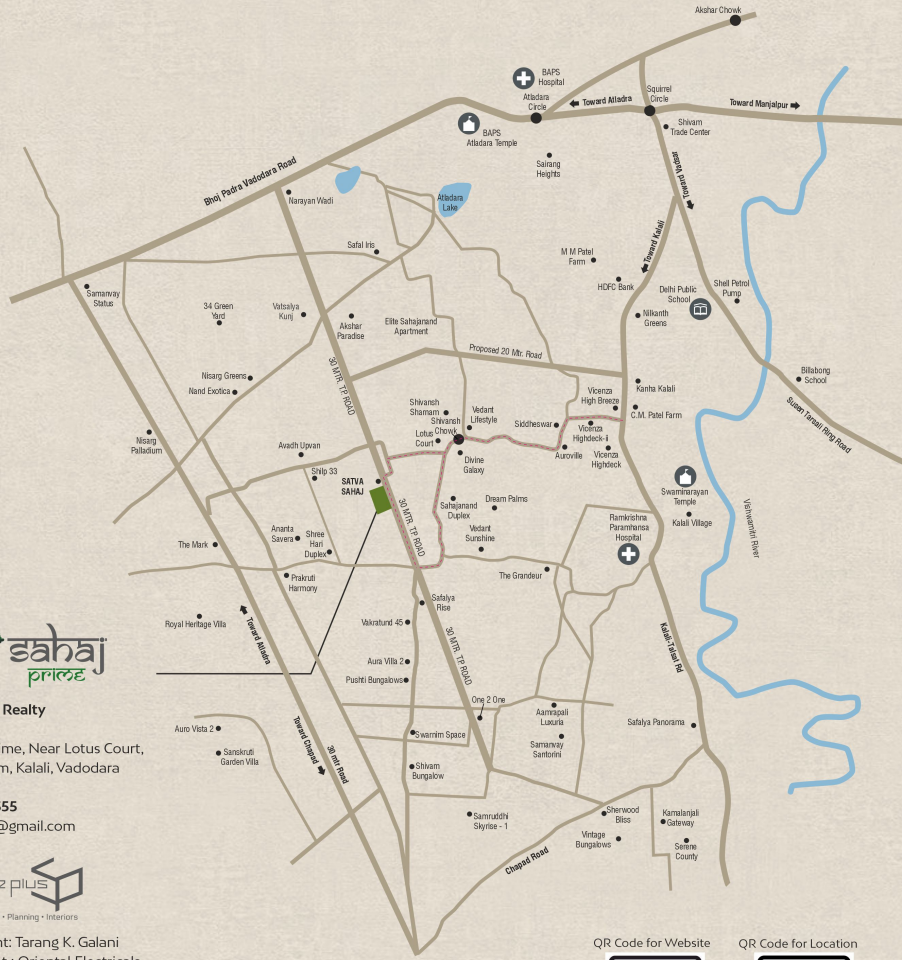 Akshar Chowk
BAPS
Hospital
Atladara
Circle
Toward Atladra
Squirrel
Circle
Toward Manjalpur
BAPS
Atladara Temple
Shivam
Trade Center
Sairang
Heights
Toward Vadsar
Bhoj Padra Vadodara Road
Narayan Wadi
Atladara
Lake
Safal Iris
Toward Kalali
M M Patel
Farm
HDFC Bank
Delhi Public
School
Shell Petrol
Pump
Samanvay
Status
34 Green
Yard
Vatsalya
Kunj
Akshar
Paradise
Elite Sahajanand
Apartment
Nilkanth
Greens
Proposed 20 Mtr. Road
30 MTR. T.P. ROAD
Nisarg Greens
Nand Exotica
Kanha Kalali
Billabong
School
Vicenza
High Breeze
C.M. Patel Farm
Susen Tarsali Ring Road
Shivansh
Shamam
Shivansh
Chowk
Vedant
Lifestyle
Lotus
Court
Siddheswar
Vicenza
Highdeck-ii
Nisarg
Palladium
Avadh Upvan
Divine
Galaxy
Auroville
Vicenza
Highdeck
Shilp 33
SATVA
SAHAJ
30 MTR. T.P. ROAD
Sahajanand
Duplex
Dream Palms
Swaminarayan
Temple
Kalali Village
Vishwamitri River
The Mark
Ananta
Savera
Shree
Hari
Duplex
Vedant
Sunshine
Ramkrishna
Paramhansa
Hospital
Prakruti
Harmony
The Grandeur
Royal Heritage Villa
Toward Atladra
Safalya
Rise
Vakratund 45
30 MTR. T.P. ROAD
Kalali-Talsat Rd
sahaj
prime
Aura Villa 2
Pushti Bungalows
One 2 One
Realty
Aamrapali
Luxuria
Safalya Panorama
Auro Vista 2
Swarnim Space
Samanvay
Santorini
Sanskruti
Garden Villa
Toward Chapad
30 mtr Road
Shivam
Bungalow
me, Near Lotus Court,
m, Kalali, Vadodara
555
@gmail.com
Samruddhi
Skyrise - 1
Sherwood
Bliss
Kamalanjali
Gateway
Vintage
Bungalows
Serene
County
Chapad Road
plus
• Planning • Interiors
nt: Tarang K. Galani
QR Code for Website
QR Code for Location